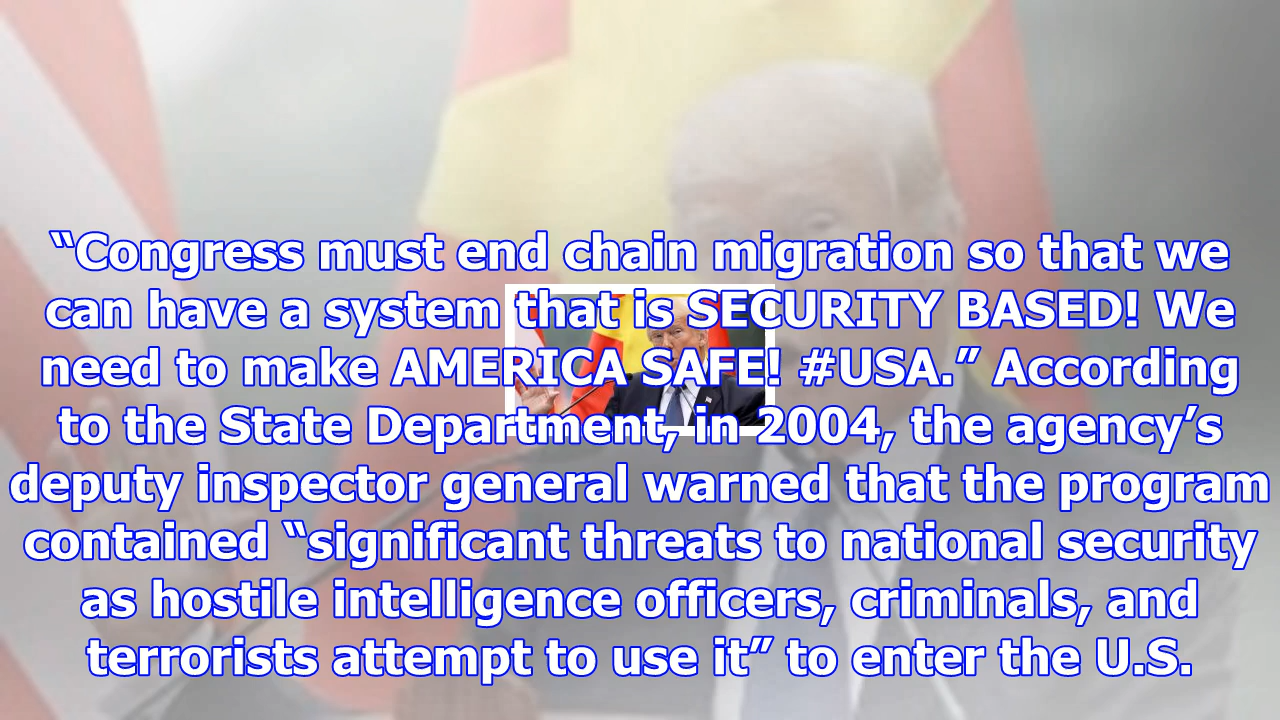 “Congress must end chain migration so that we
can have a system that is SECURITY BASED! We
need to make AMERICA SAFE! #USA.” According
to the State Department, in 2004, the agency’s
deputy inspector general warned that the program
contained “significant threats to national security
as hostile intelligence officers, criminals, and
terrorists attempt to use it” to enter the U.S.